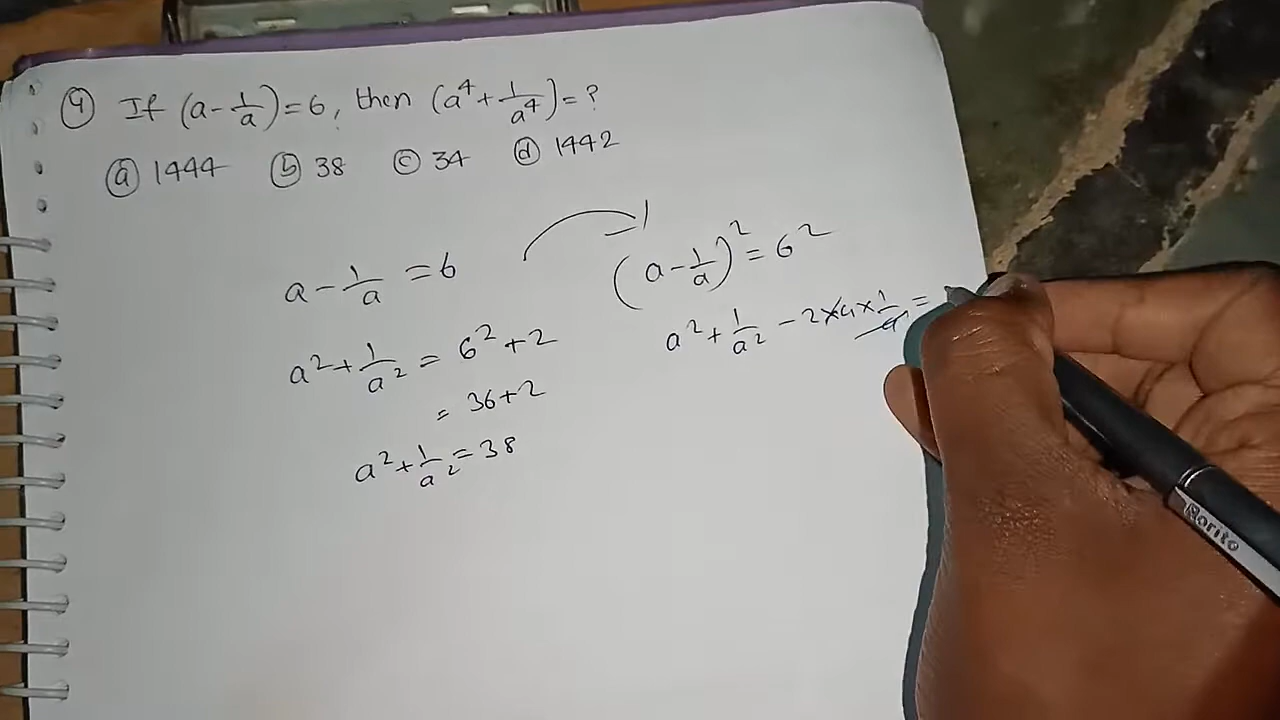 ④ If (a - 1/a) = 6, then (a⁴ + 1/a⁴) = ?
ⓐ 1444 ⓑ 38 ⓒ 34 ⓓ 1442
a - 1/a = 6
a² + 1/a² = 6² + 2
= 36 + 2
a² + 1/a² = 38
(a - 1/a)² = 6²
a² + 1/a² - 2 × a × 1/a =
Morito